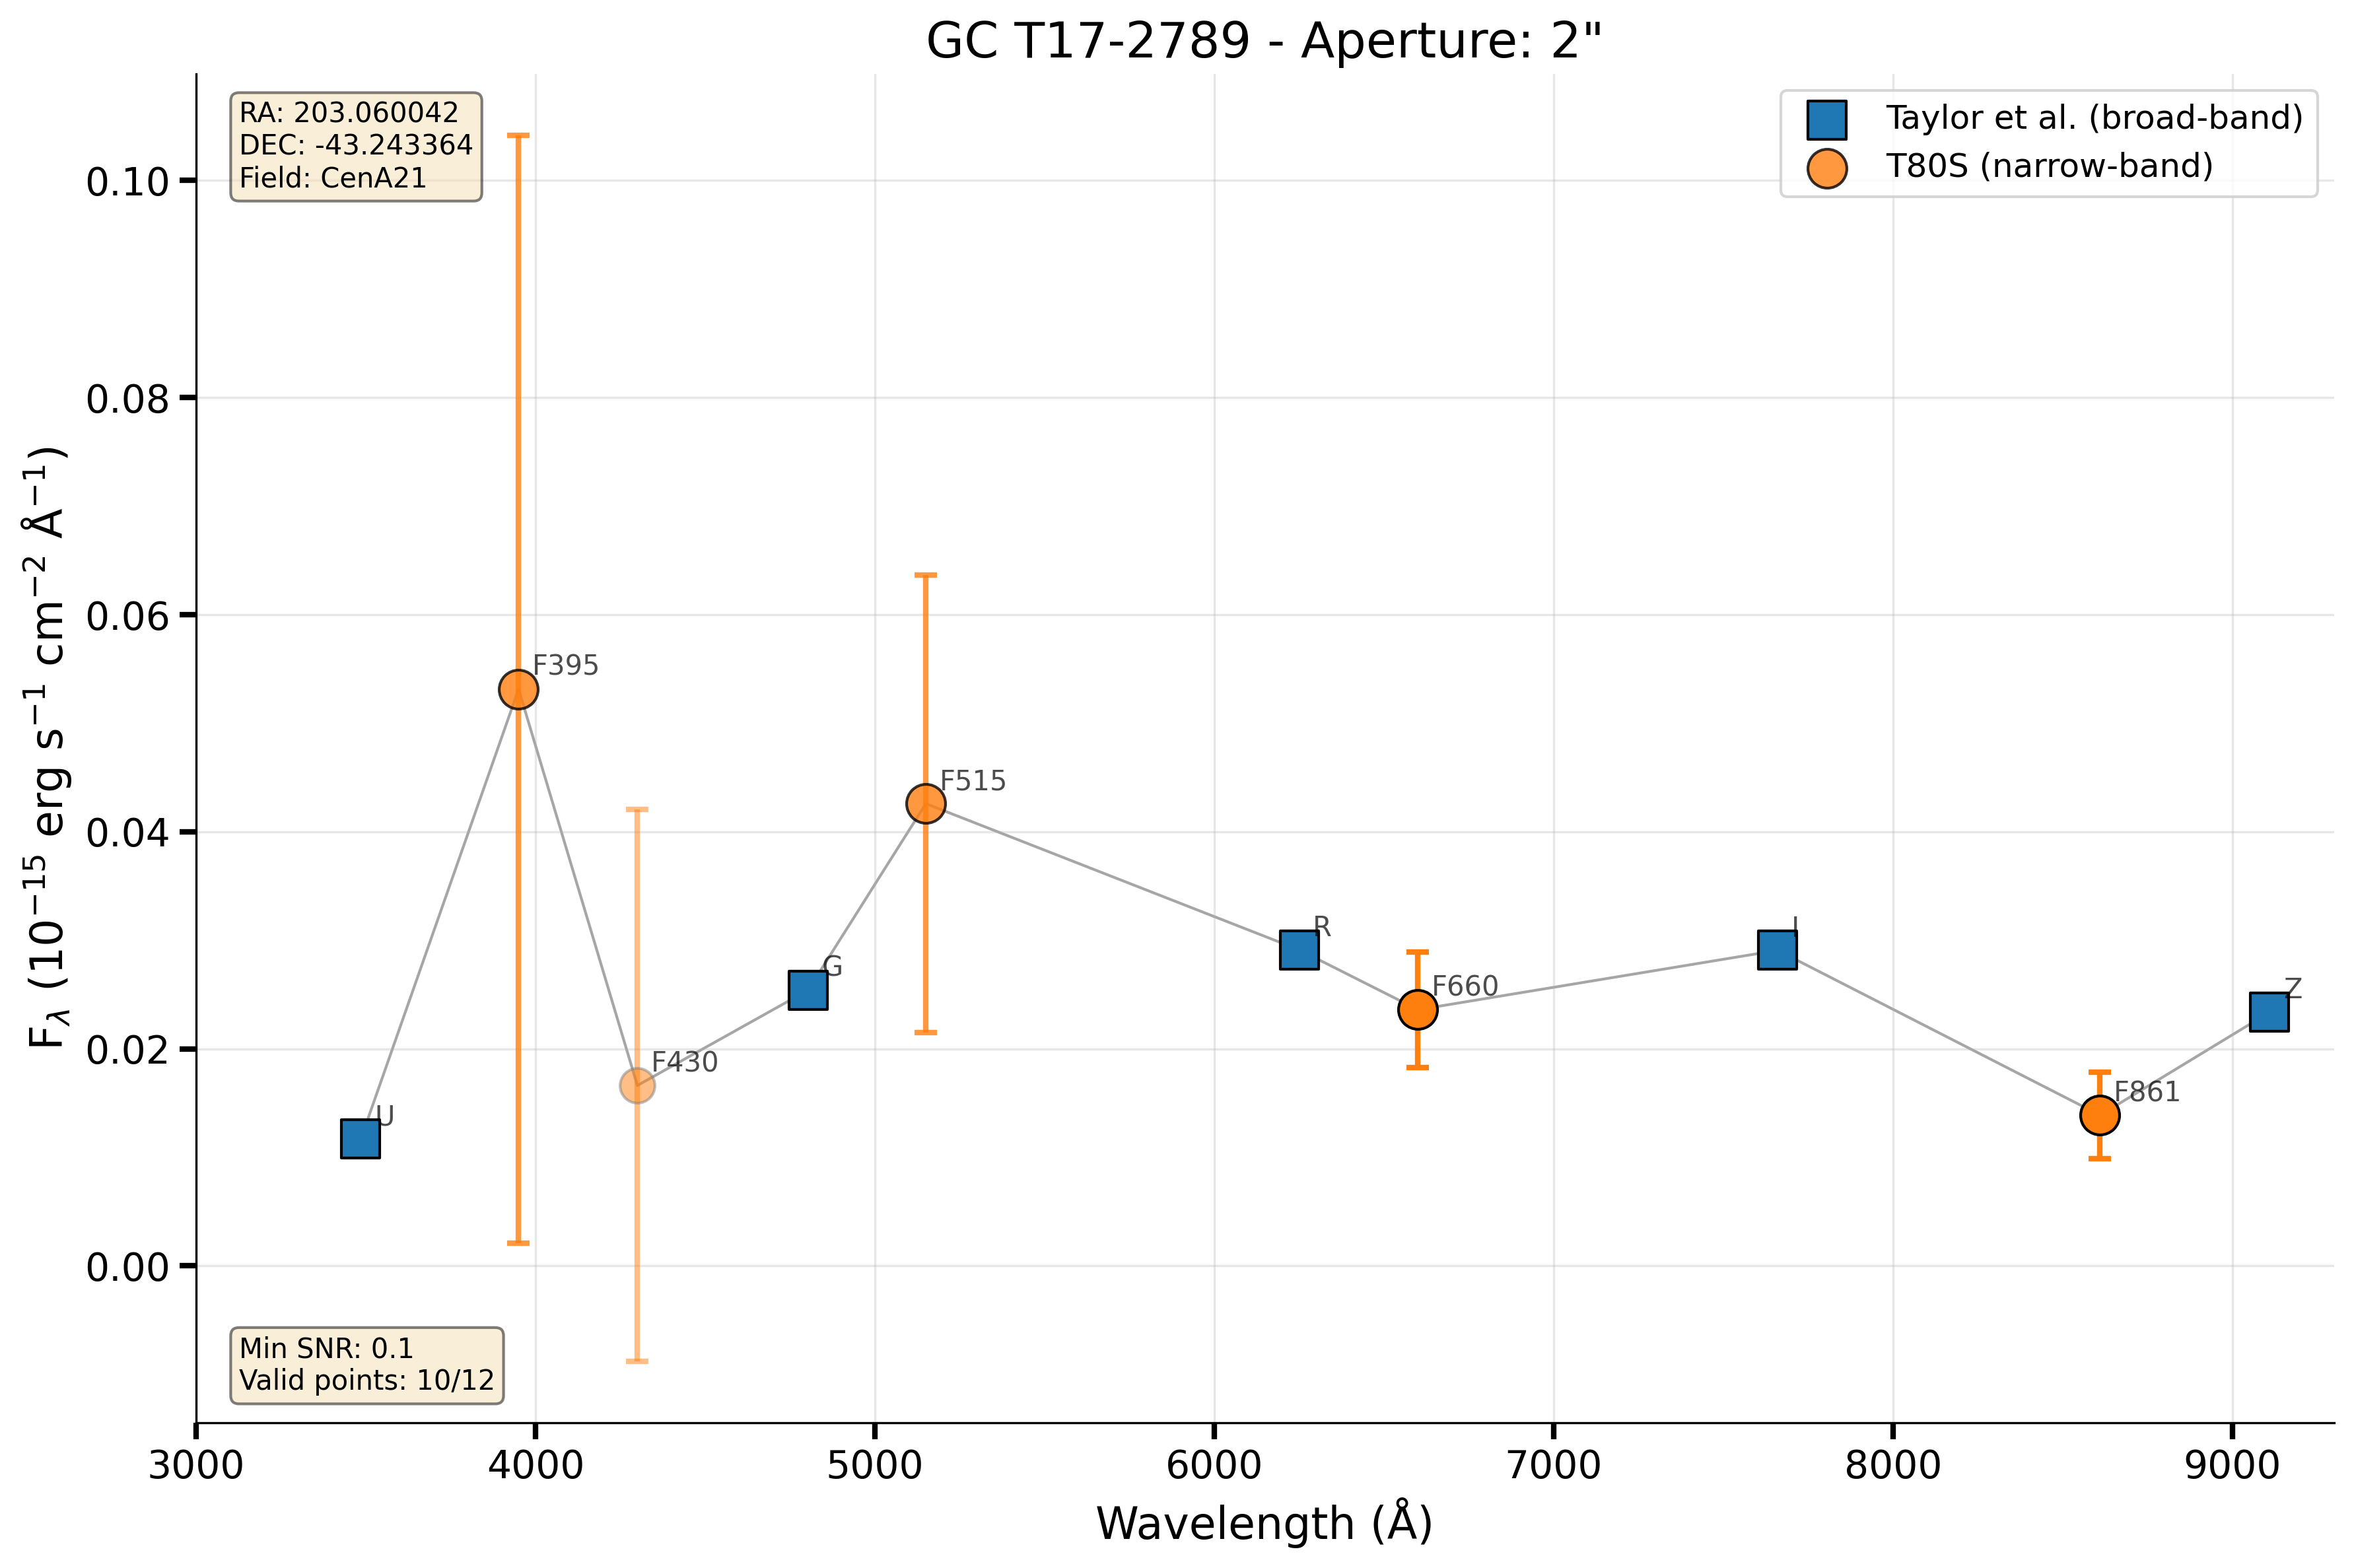 GC T17-2789 - Aperture: 2"
RA: 203.060042
DEC: -43.243364
Field: CenA21
Taylor et al. (broad-band)
T80S (narrow-band)
0.10
0.08
0.06
0.04
0.02
0.00
F$_{\lambda}$ (10$^{-15}$ erg s$^{-1}$ cm$^{-2}$ Å$^{-1}$)
F395
F515
R
I
G
F660
Z
F430
F861
U
Min SNR: 0.1
Valid points: 10/12
3000 4000 5000 6000 7000 8000 9000
Wavelength (Å)